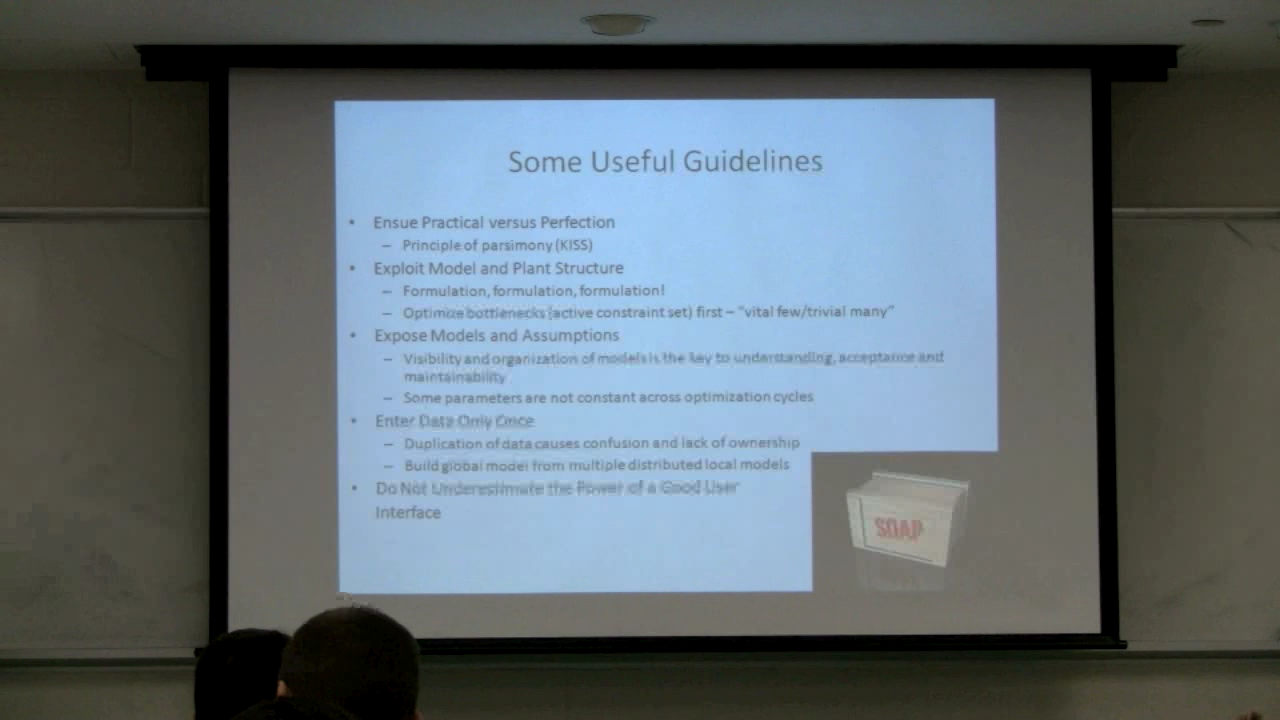 Some Useful Guidelines
• Ensue Practical versus Perfection
– Principle of parsimony (KISS)
• Exploit Model and Plant Structure
– Formulation, formulation, formulation!
– Optimize bottlenecks (active constraint set) first – "vital few/trivial many"
• Expose Models and Assumptions
– Visibility and organization of models is the key to understanding, acceptance and
maintainability
– Some parameters are not constant across optimization cycles
• Enter Data Only Once
– Duplication of data causes confusion and lack of ownership
– Build global model from multiple distributed local models
• Do Not Underestimate the Power of a Good User
Interface
SOAP